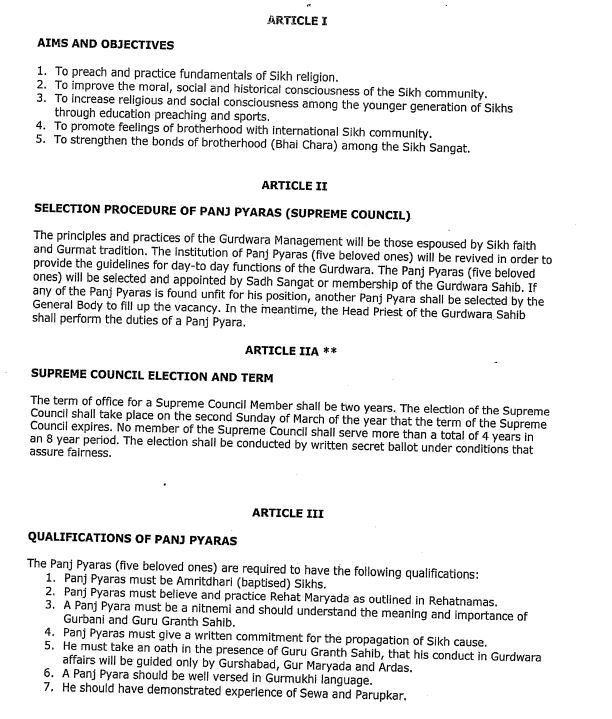 ARTICLE I
AIMS AND OBJECTIVES
1. To preach and practice fundamentals of Sikh religion.
2. To improve the moral, social and historical consciousness of the Sikh community.
3. To increase religious and social consciousness among the younger generation of Sikhs
through education preaching and sports.
4. To promote feelings of brotherhood with international Sikh community.
5. To strengthen the bonds of brotherhood (Bhai Chara) among the Sikh Sangat.
ARTICLE II
SELECTION PROCEDURE OF PANJ PYARAS (SUPREME COUNCIL)
The principles and practices of the Gurdwara Management will be those espoused by Sikh faith
and Gurmat tradition. The institution of Panj Pyaras (five beloved ones) will be revived in order to
provide the guidelines for day-to day functions of the Gurdwara. The Panj Pyaras (five beloved
ones) will be selected and appointed by Sadh Sangat or membership of the Gurdwara Sahib. If
any of the Panj Pyaras is found unfit for his position, another Panj Pyara shall be selected by the
General Body to fill up the vacancy. In the meantime, the Head Priest of the Gurdwara Sahib
shall perform the duties of a Panj Pyara.
ARTICLE IIA **
SUPREME COUNCIL ELECTION AND TERM
The term of office for a Supreme Council Member shall be two years. The election of the Supreme
Council shall take place on the second Sunday of March of the year that the term of the Supreme
Council expires. No member of the Supreme Council shall serve more than a total of 4 years in
an 8 year period. The election shall be conducted by written secret ballot under conditions that
assure fairness.
ARTICLE III
QUALIFICATIONS OF PANJ PYARAS
The Panj Pyaras (five beloved ones) are required to have the following qualifications:
1. Panj Pyaras must be Amritdhari (baptised) Sikhs.
2. Panj Pyaras must believe and practice Rehat Maryada as outlined in Rehatnamas.
3. A Panj Pyara must be a nitnemi and should understand the meaning and importance of
Gurbani and Guru Granth Sahib.
4. Panj Pyaras must give a written commitment for the propagation of Sikh cause.
5. He must take an oath in the presence of Guru Granth Sahib, that his conduct in Gurdwara
affairs will be guided only by Gurshabad, Gur Maryada and Ardas.
6. A Panj Pyara should be well versed in Gurmukhi language.
7. He should have demonstrated experience of Sewa and Parupkar.